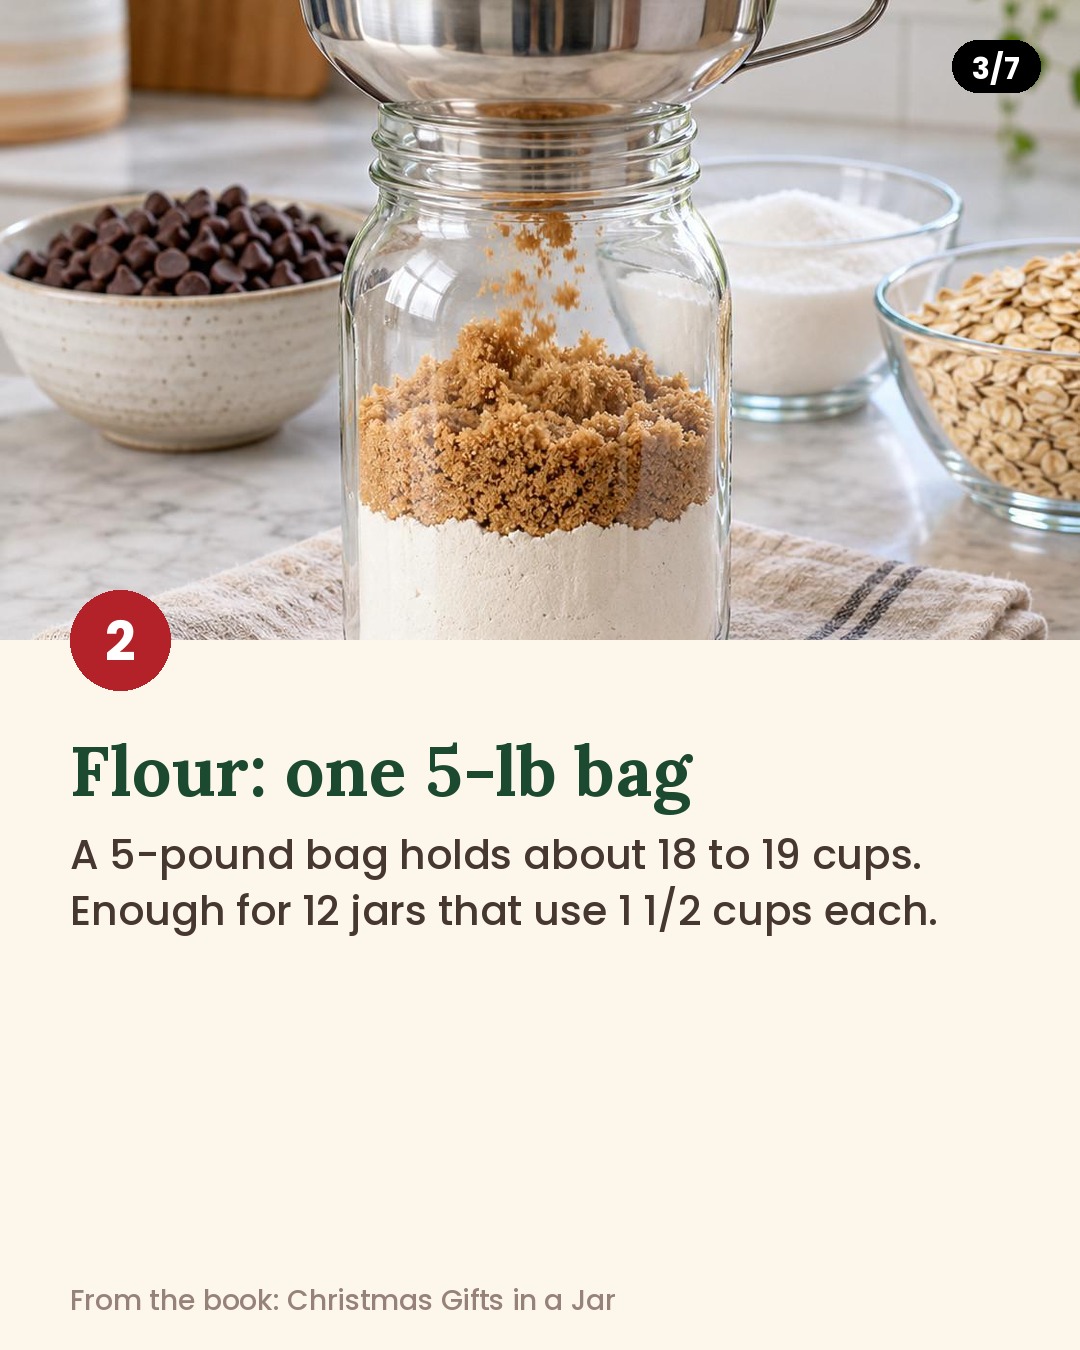 3/7
2
Flour: one 5-lb bag
A 5-pound bag holds about 18 to 19 cups.
Enough for 12 jars that use 1 1/2 cups each.
From the book: Christmas Gifts in a Jar